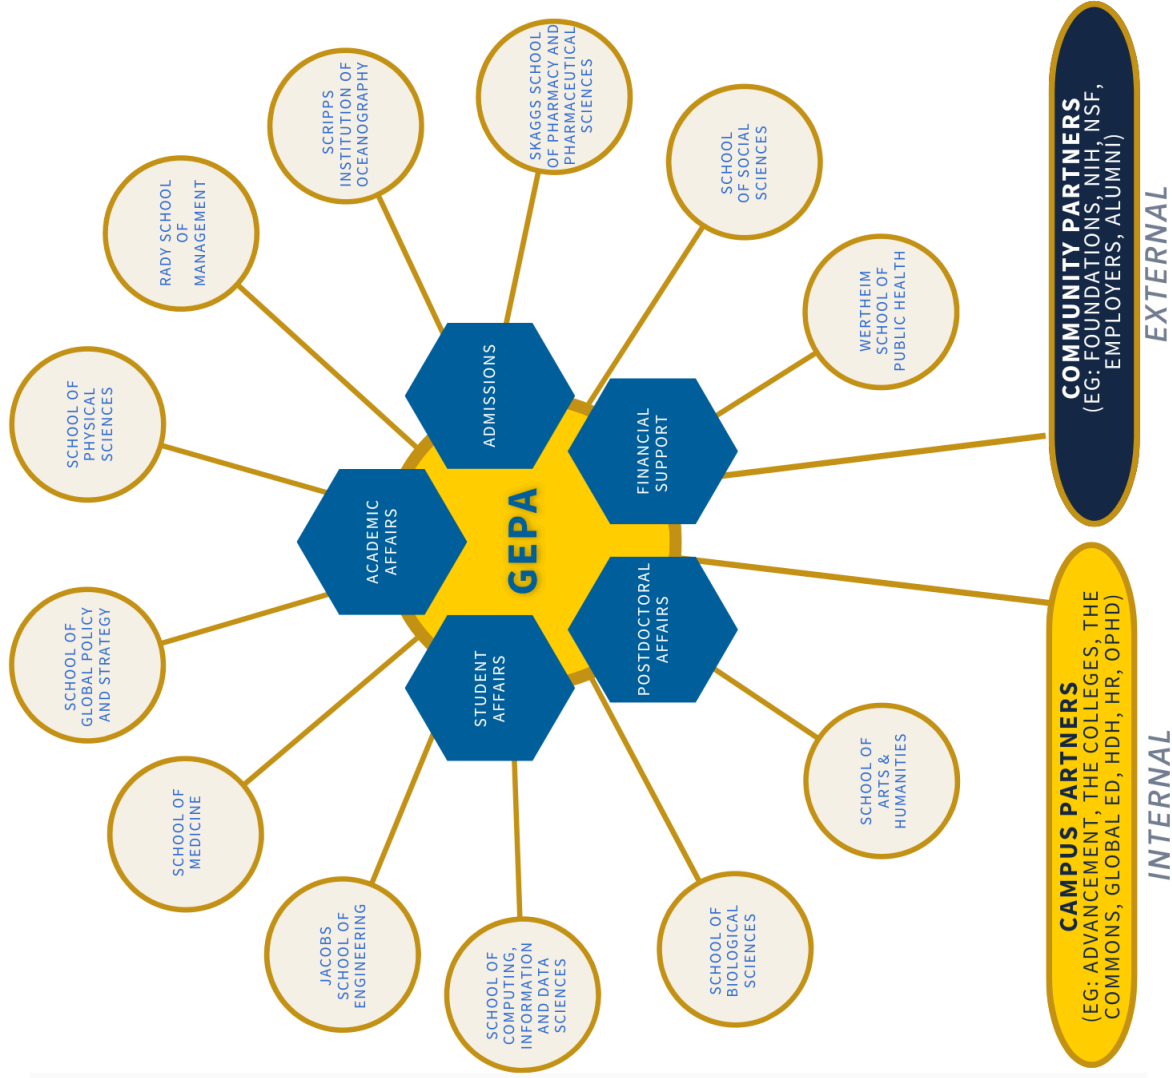 SCHOOL OF
ARTS &
HUMANITIES
SCHOOL OF
BIOLOGICAL
SCIENCES
SCHOOL OF
COMPUTING,
INFORMATION
AND DATA
SCIENCES
JACOBS
SCHOOL OF
ENGINEERING
SCHOOL OF
MEDICINE
SCHOOL OF
GLOBAL POLICY
AND STRATEGY
SCHOOL OF
PHYSICAL
SCIENCES
RADY SCHOOL
OF
MANAGEMENT
SCRIPPS
INSTITUTION OF
OCEANOGRAPHY
SKAGGS SCHOOL
OF PHARMACY AND
PHARMACEUTICAL
SCIENCES
SCHOOL
OF SOCIAL
SCIENCES
WERTHEIM
SCHOOL OF
PUBLIC HEALTH
ACADEMIC
AFFAIRS
STUDENT
AFFAIRS
ADMISSIONS
GEPA
POSTDOCTORAL
AFFAIRS
FINANCIAL
SUPPORT
CAMPUS PARTNERS
(EG: ADVANCEMENT, THE COLLEGES, THE
COMMONS, GLOBAL ED, HDH, HR, OPHD)
INTERNAL
COMMUNITY PARTNERS
(EG: FOUNDATIONS, NIH, NSF,
EMPLOYERS, ALUMNI)
EXTERNAL